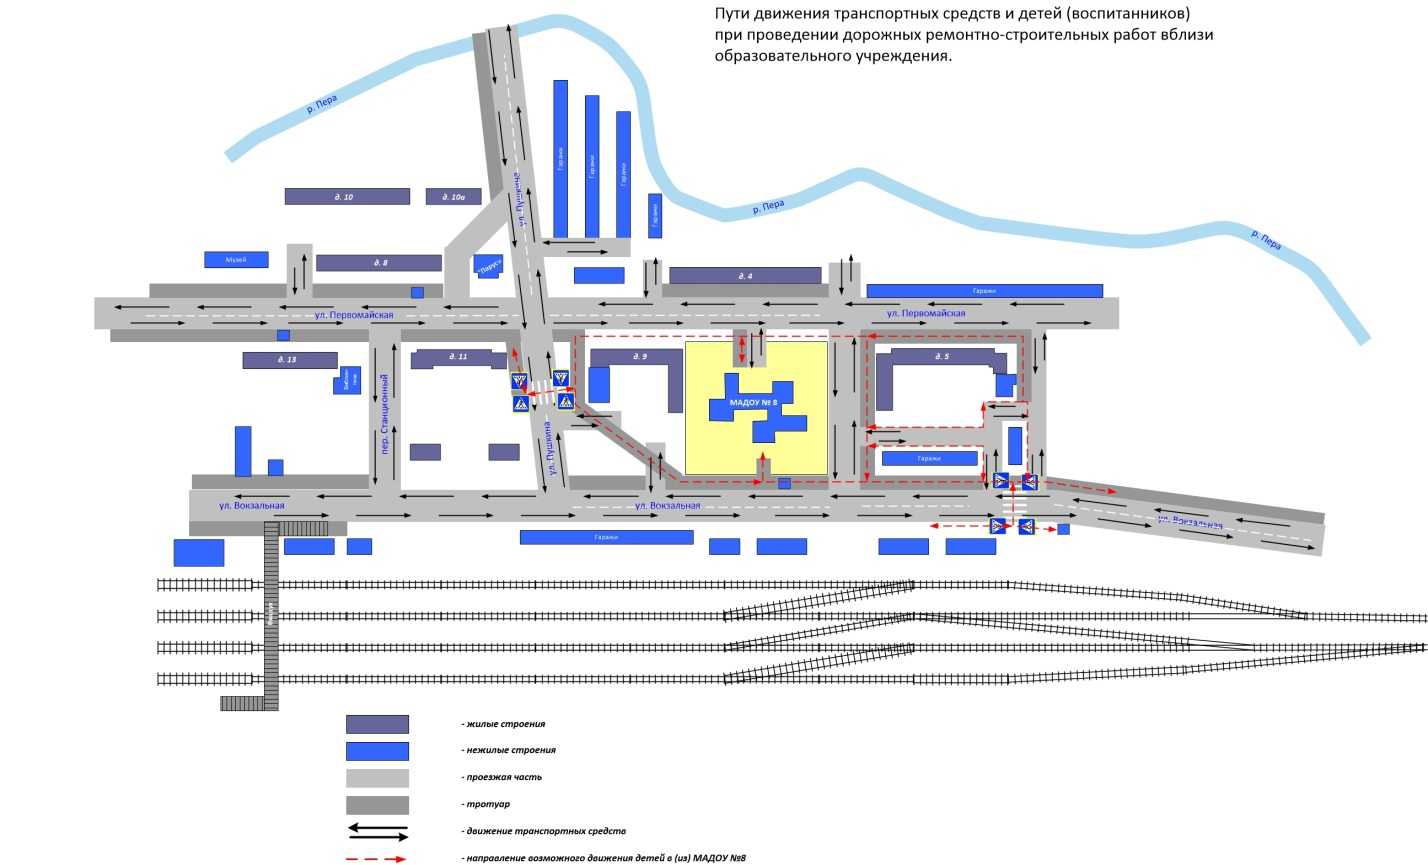 Пути движения транспортных средств и детей (воспитанников)
при проведении дорожных ремонтно-строительных работ вблизи
образовательного учреждения.
р. Пера
Гаражи
Гаражи
Гаражи
Гаражи
д. 10
д. 10а
ул. Пушкина
р. Пера
р. Пера
Музей
д. 8
"Парус"
д. 4
Гаражи
ул. Первомайская
ул. Первомайская
д. 13
д. 11
д. 9
д. 5
Библио-
тека
МАДОУ № 8
пер. Станционный
ул. Пушкина
Гаражи
ул. Вокзальная
ул. Вокзальная
ул. Вокзальная
Гаражи
- жилые строения
- нежилые строения
- проезжая часть
- тротуар
- движение транспортных средств
- направление возможного движения детей в (из) МАДОУ №8